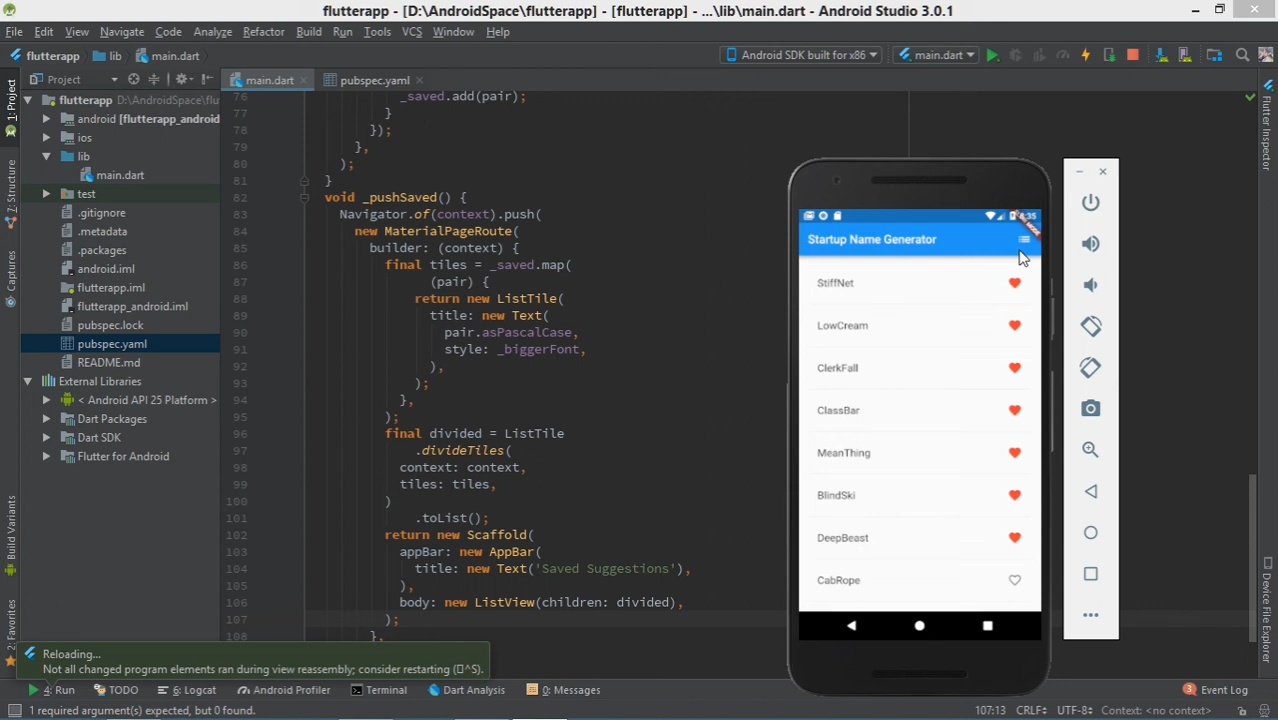 flutterapp - [D:\AndroidSpace\flutterapp] - [flutterapp] - ...\lib\main.dart - Android Studio 3.0.1
File Edit View Navigate Code Analyze Refactor Build Run Tools VCS Window Help
flutterapp lib main.dart Android SDK built for x86 main.dart
Project main.dart pubspec.yaml
1: Project
Z: Structure
Captures
Build Variants
2: Favorites
flutterapp D:\AndroidSpace\flu
android [flutterapp_android
ios
lib
main.dart
test
.gitignore
.metadata
.packages
android.iml
flutterapp.iml
flutterapp_android.iml
pubspec.lock
pubspec.yaml
README.md
External Libraries
< Android API 25 Platform >
Dart Packages
Dart SDK
Flutter for Android
76 _saved.add(pair);
77 }
78 });
79 },
80 );
81 }
82 void _pushSaved() {
83 Navigator.of(context).push(
84 new MaterialPageRoute(
85 builder: (context) {
86 final tiles = _saved.map(
87 (pair) {
88 return new ListTile(
89 title: new Text(
90 pair.asPascalCase,
91 style: _biggerFont,
92 ),
93 );
94 },
95 );
96 final divided = ListTile
97 .divideTiles(
98 context: context,
99 tiles: tiles,
100 )
101 .toList();
102 return new Scaffold(
103 appBar: new AppBar(
104 title: new Text('Saved Suggestions'),
105 ),
106 body: new ListView(children: divided),
107 );
108 },
:35
Startup Name Generator
StiffNet
LowCream
ClerkFall
ClassBar
MeanThing
BlindSki
DeepBeast
CabRope
Flutter Inspector
Device File Explorer
Reloading...
Not all changed program elements ran during view reassembly; consider restarting (^S).
4: Run TODO 6: Logcat Android Profiler Terminal Dart Analysis 0: Messages 3 Event Log
1 required argument(s) expected, but 0 found. 107:13 CRLF÷ UTF-8÷ Context: <no context>